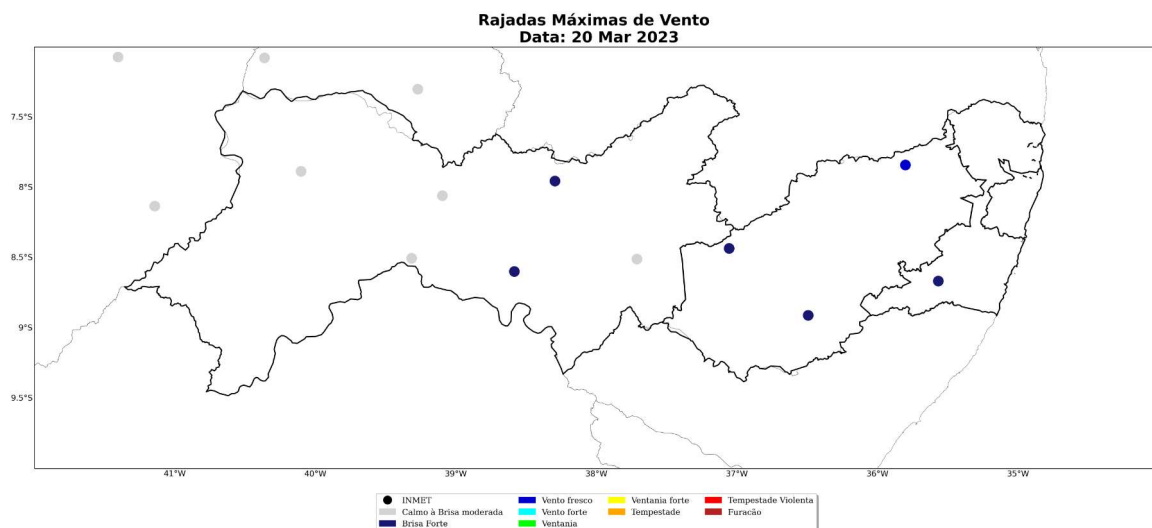 Rajadas Máximas de Vento
Data: 20 Mar 2023
7.5°S
8°S
8.5°S
9°S
9.5°S
41°W 40°W 39°W 38°W 37°W 36°W 35°W
INMET Vento fresco Ventania forte Tempestade Violenta
Calmo à Brisa moderada Vento forte Tempestade Furacão
Brisa Forte Ventania